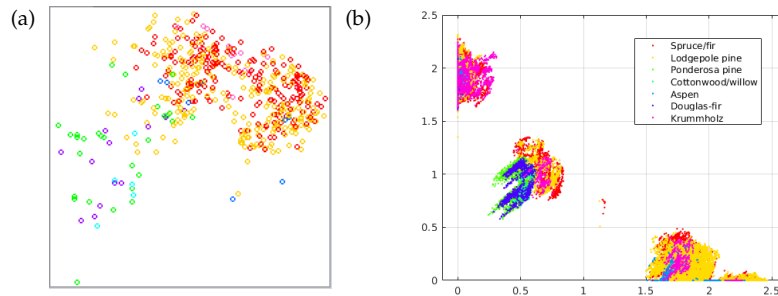 (a)
(b)
2.5
2
1.5
1
0.5
0
0
0.5
1
1.5
2
2.5
Spruce/fir
Lodgepole pine
Ponderosa pine
Cottonwood/willow
Aspen
Douglas-fir
Krummholz